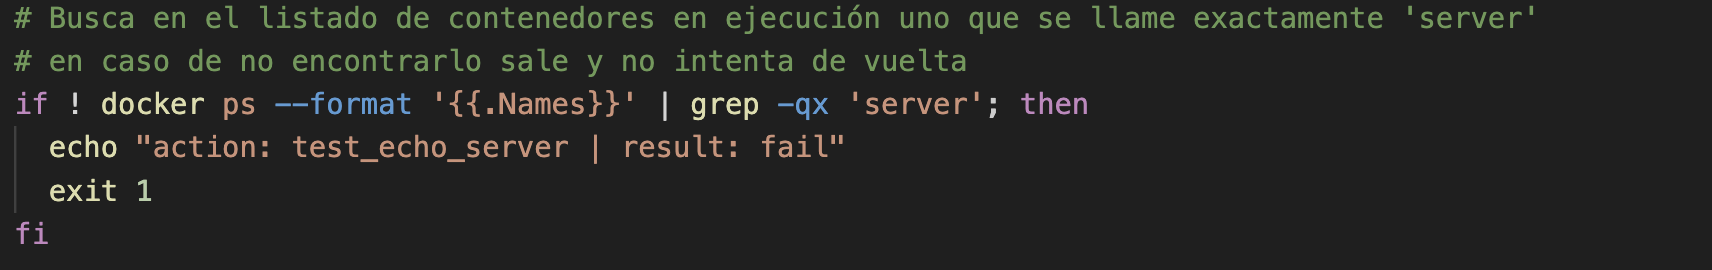 # Busca en el listado de contenedores en ejecución uno que se llame exactamente 'server'
# en caso de no encontrarlo sale y no intenta de vuelta
if ! docker ps --format '{{.Names}}' | grep -qx 'server'; then
  echo "action: test_echo_server | result: fail"
  exit 1
fi